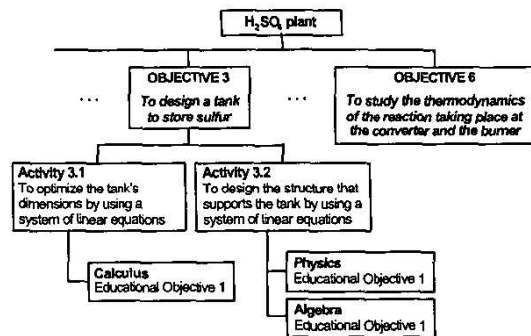 H₂SO₄ plant
OBJECTIVE 3
To design a tank
to store sulfur
...
...
OBJECTIVE 6
To study the thermodynamics
of the reaction taking place at
the converter and the burner
Activity 3.1
To optimize the tank's
dimensions by using a
system of linear equations
Activity 3.2
To design the structure that
supports the tank by using a
system of linear equations
Calculus
Educational Objective 1
Physics
Educational Objective 1
Algebra
Educational Objective 1